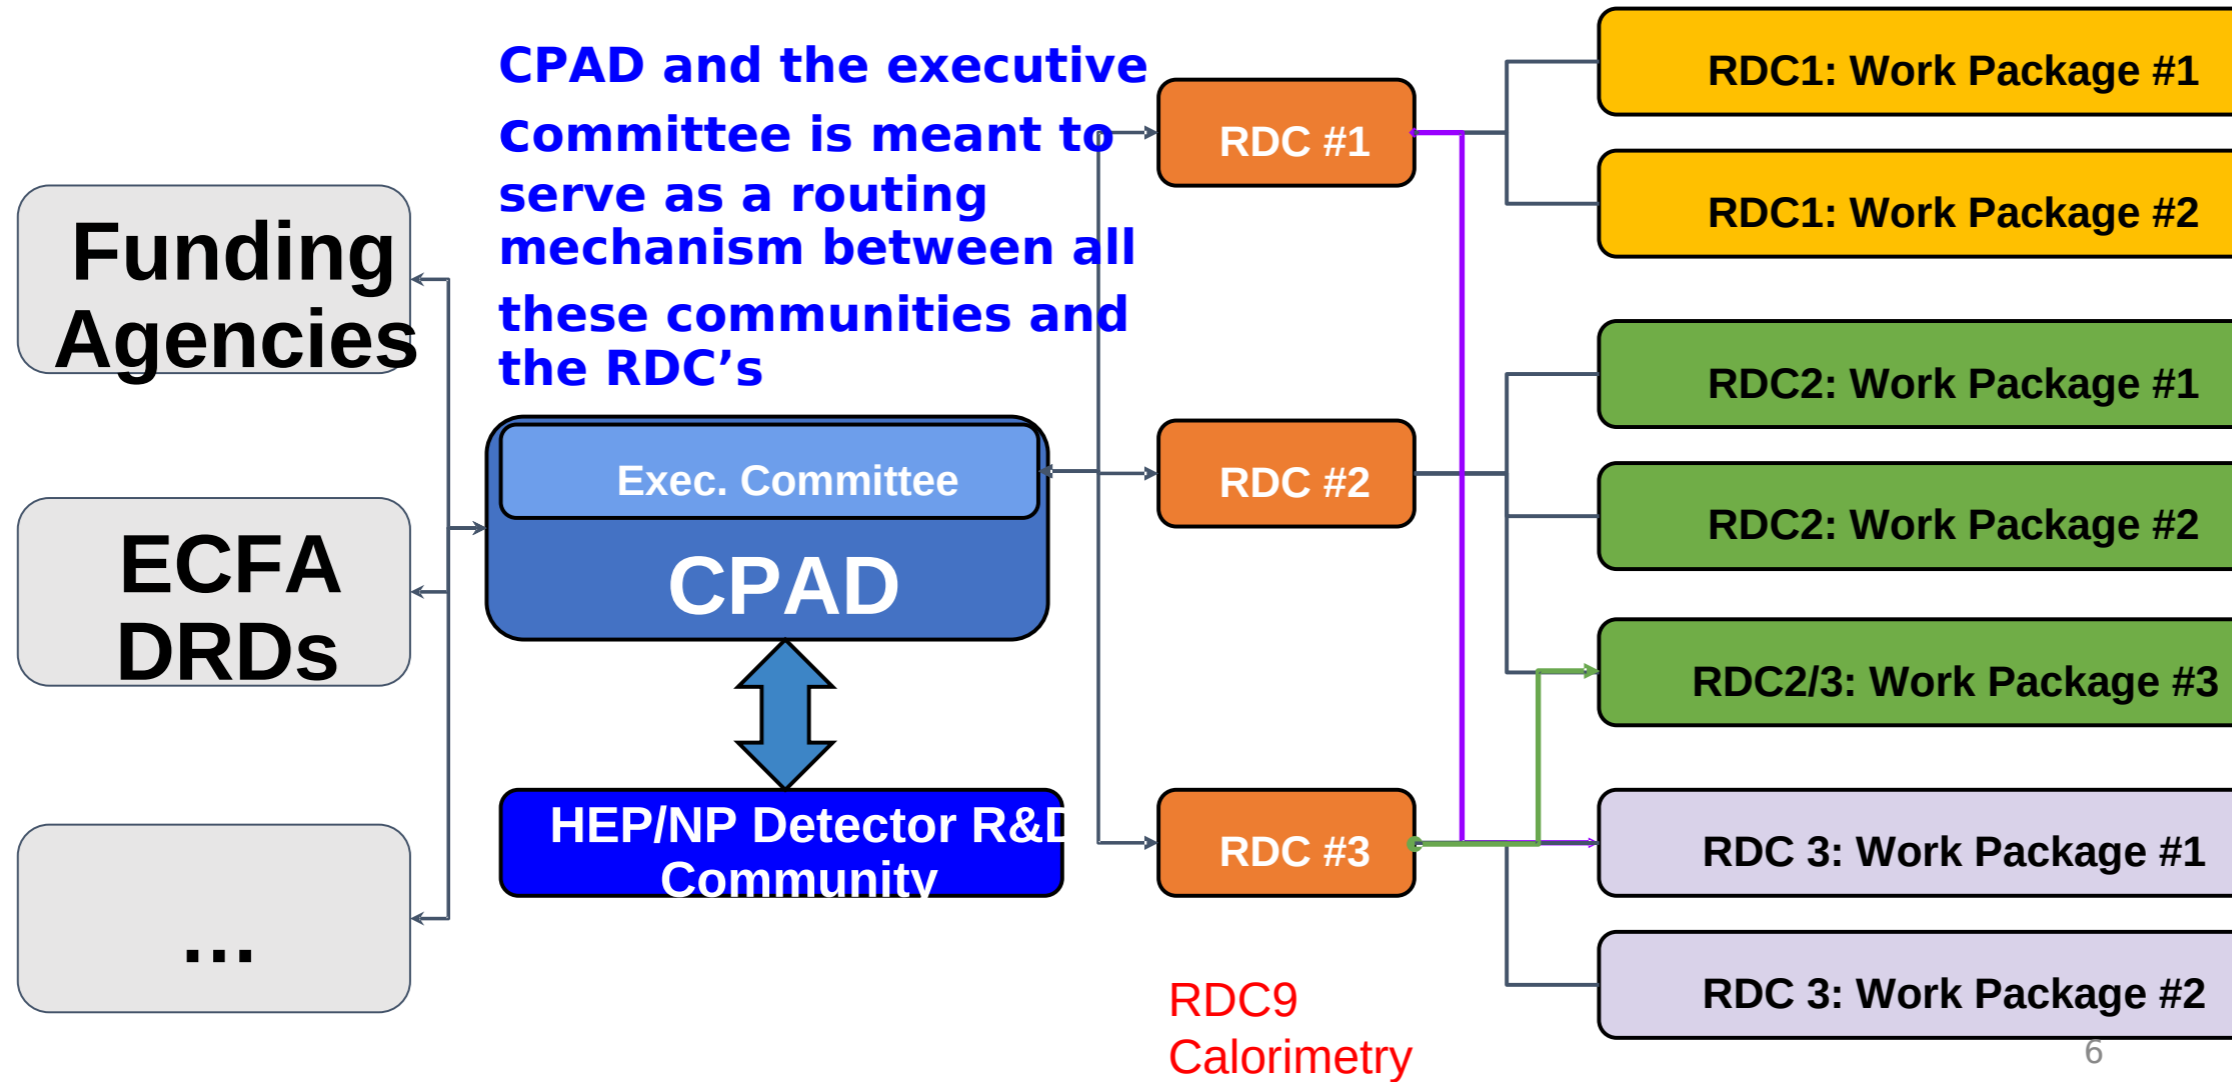 CPAD and the executive
Committee is meant to
serve as a routing
mechanism between all
these communities and
the RDC’s
Funding
Agencies
ECFA
DRDs
...
Exec. Committee
CPAD
HEP/NP Detector R&D
Community
RDC #1
RDC #2
RDC #3
RDC9
Calorimetry
RDC1: Work Package #1
RDC1: Work Package #2
RDC2: Work Package #1
RDC2: Work Package #2
RDC2/3: Work Package #3
RDC 3: Work Package #1
RDC 3: Work Package #2
6